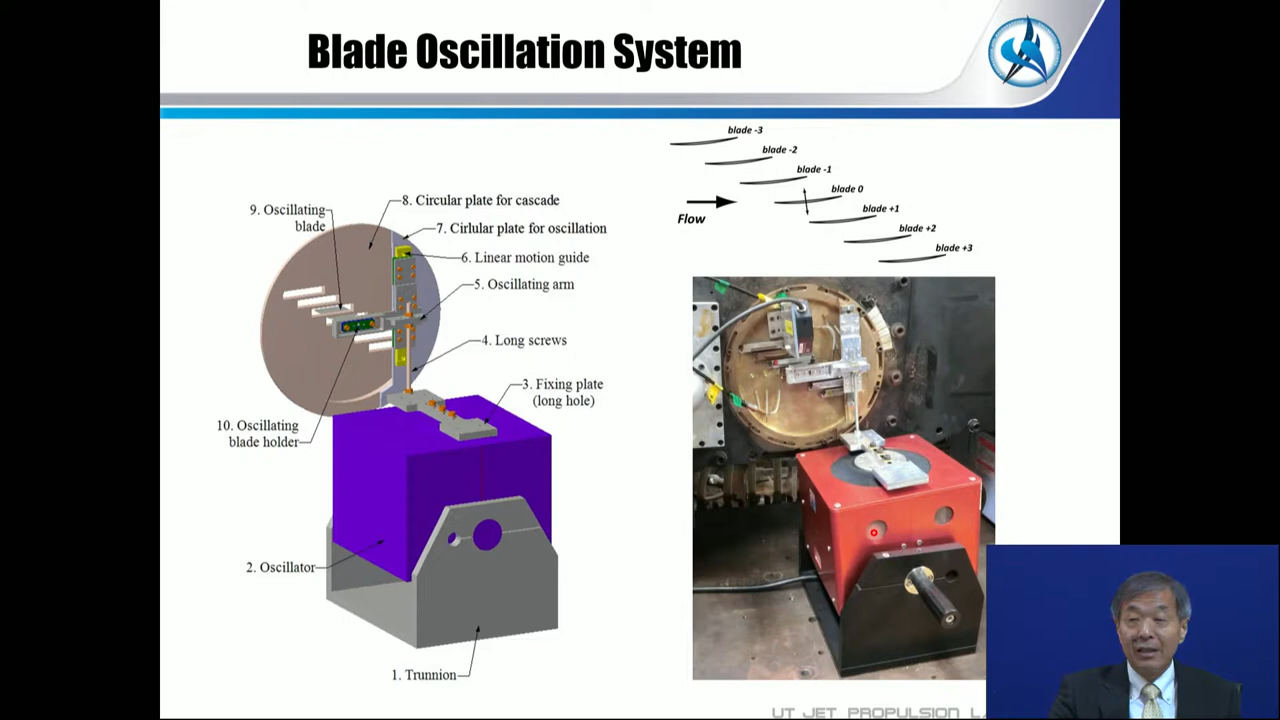 Blade Oscillation System
blade -3
blade -2
blade -1
blade 0
blade +1
blade +2
blade +3
Flow
8. Circular plate for cascade
9. Oscillating
blade
7. Cirlular plate for oscillation
6. Linear motion guide
5. Oscillating arm
4. Long screws
3. Fixing plate
(long hole)
10. Oscillating
blade holder
2. Oscillator
1. Trunnion
UT JET PROPULSION L